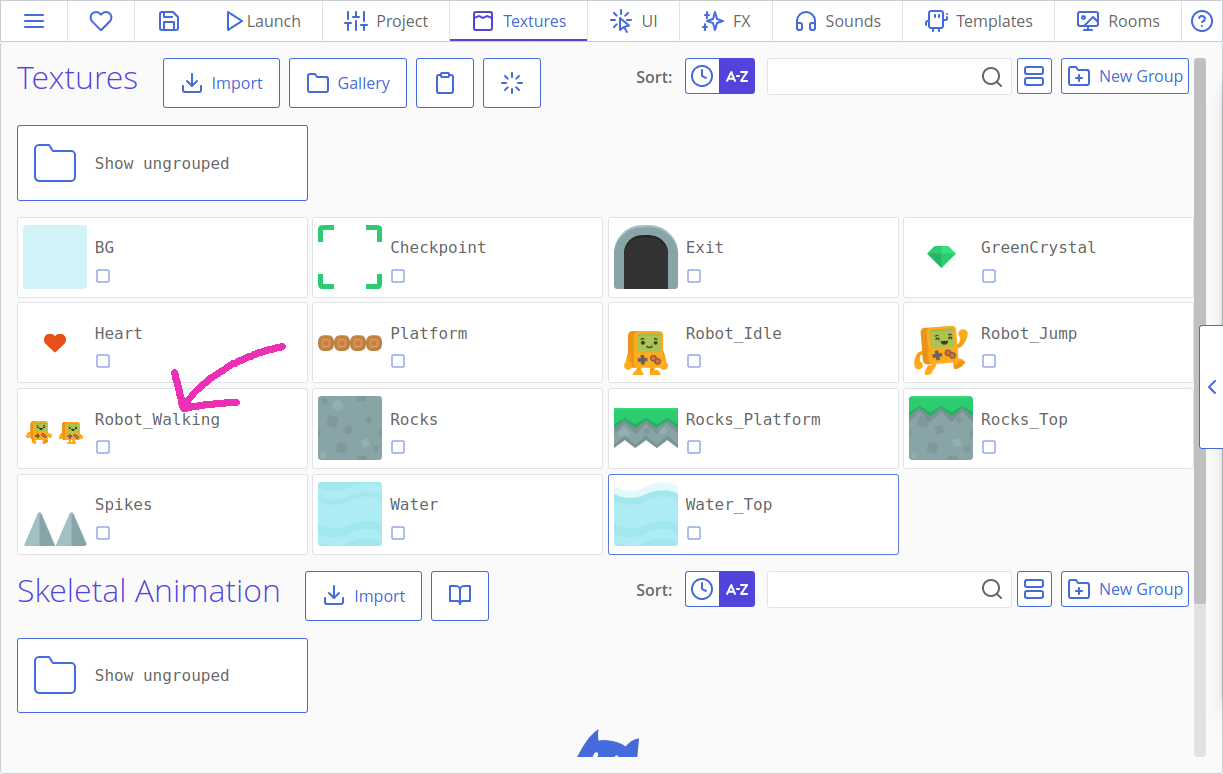 Launch Project Textures UI FX Sounds Templates Rooms
Textures Import Gallery Sort: A-Z New Group
Show ungrouped
BG Checkpoint Exit GreenCrystal
Heart Platform Robot_Idle Robot_Jump
Robot_Walking Rocks Rocks_Platform Rocks_Top
Spikes Water Water_Top
Skeletal Animation Import Sort: A-Z New Group
Show ungrouped